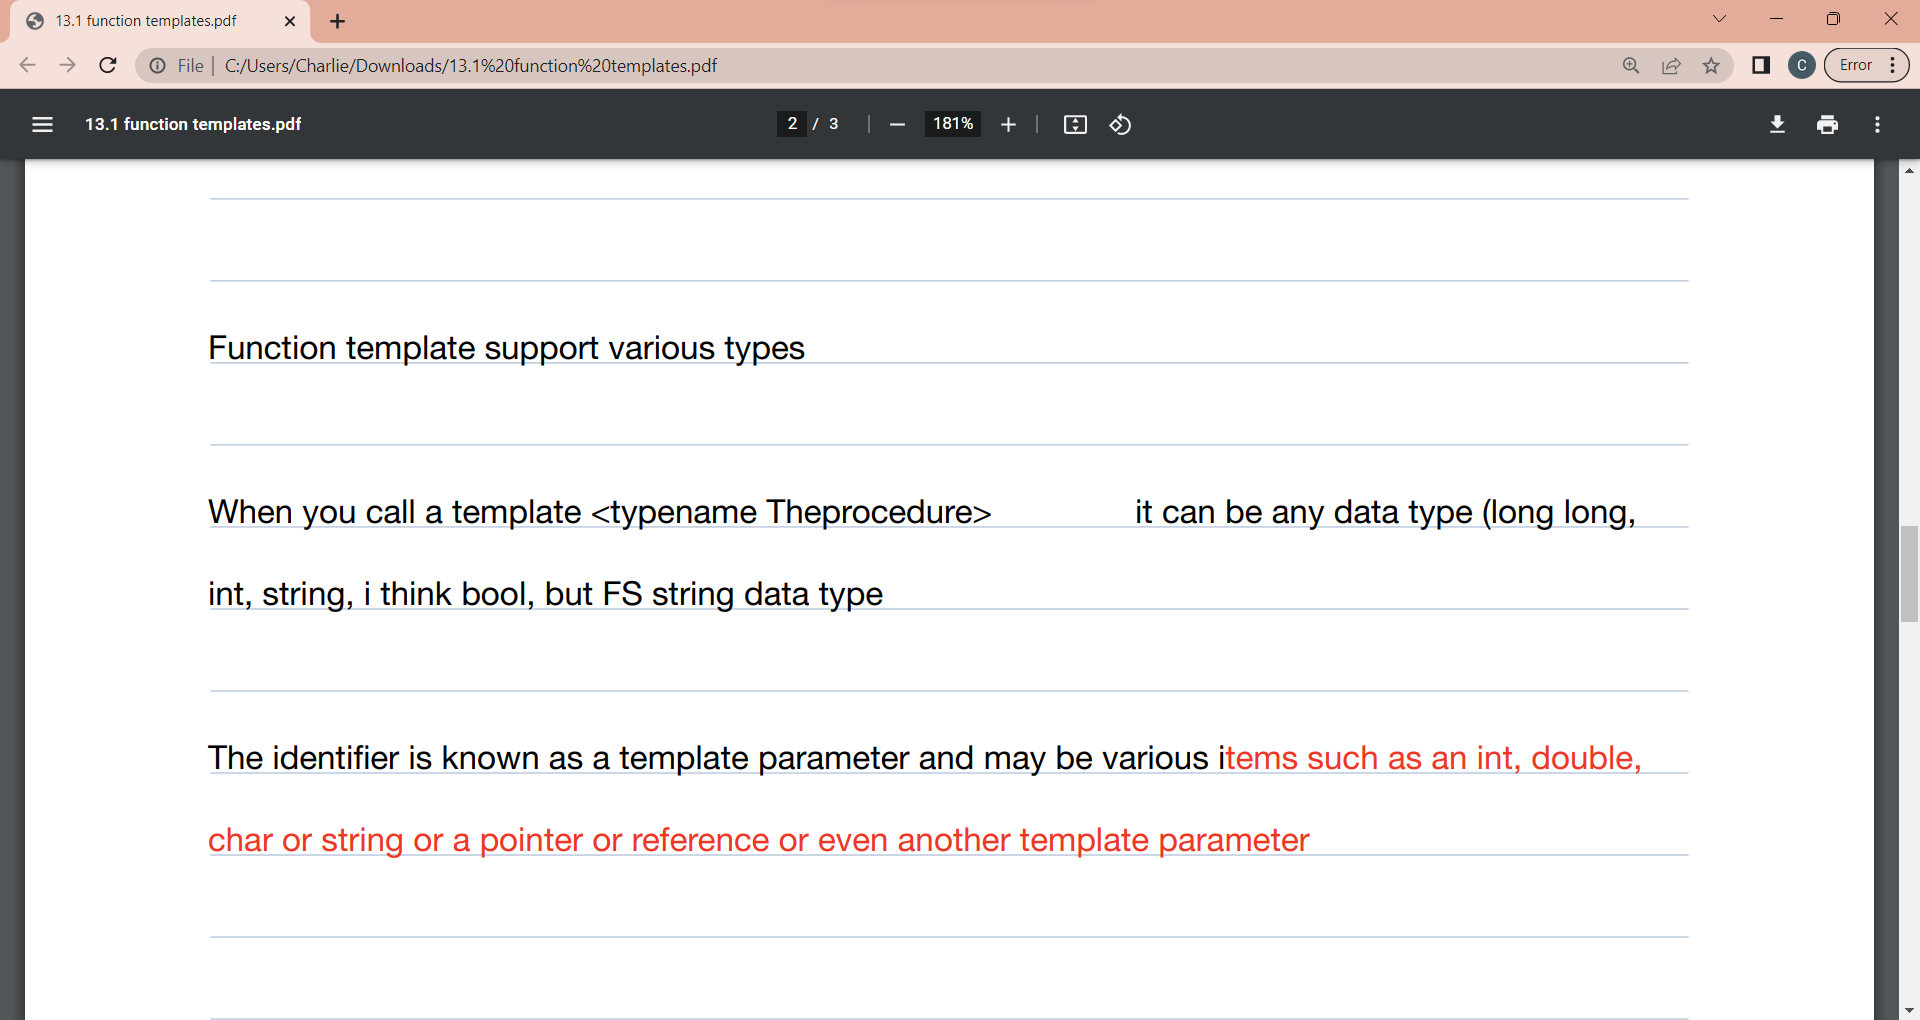 13.1 function templates.pdf
File | C:/Users/Charlie/Downloads/13.1%20function%20templates.pdf
C
Error
13.1 function templates.pdf
2 / 3
181%
Function template support various types
When you call a template <typename Theprocedure> it can be any data type (long long,
int, string, i think bool, but FS string data type
The identifier is known as a template parameter and may be various items such as an int, double,
char or string or a pointer or reference or even another template parameter